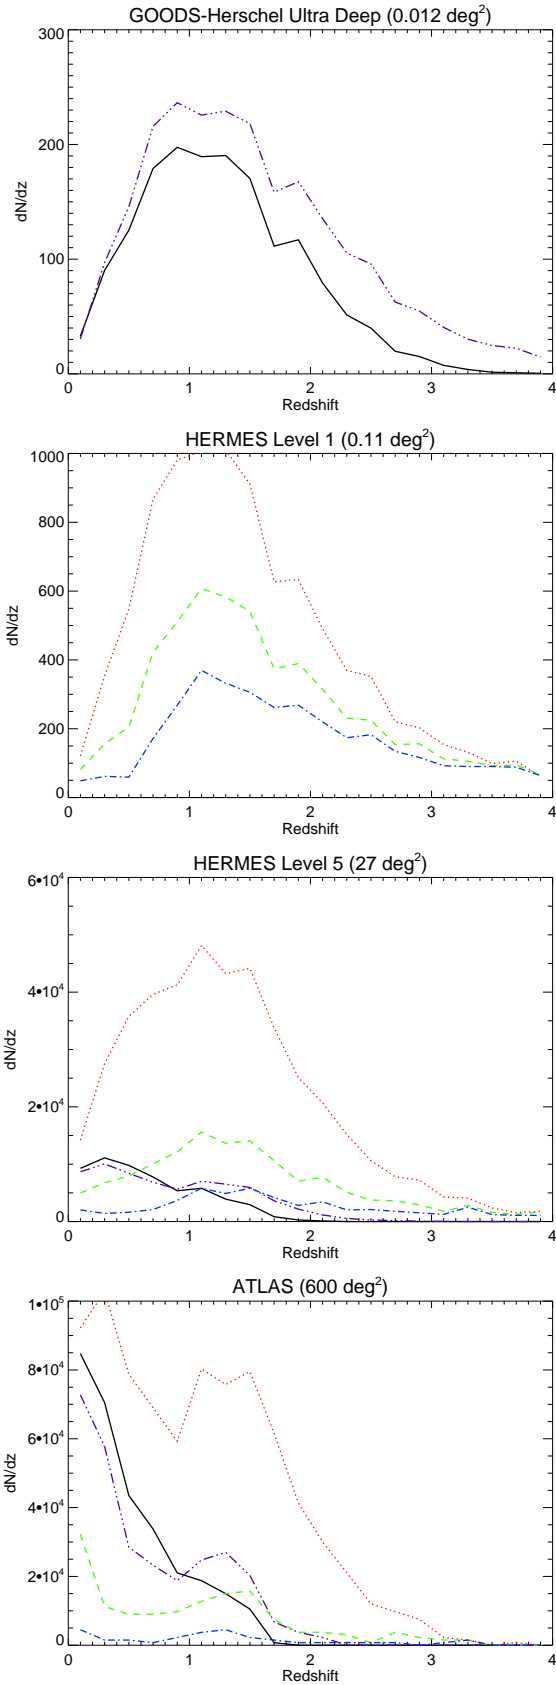 GOODS-Herschel Ultra Deep (0.012 deg²)
300
200
100
0
dN/dz
0 1 2 3 4
Redshift
HERMES Level 1 (0.11 deg²)
1000
800
600
400
200
0
dN/dz
0 1 2 3 4
Redshift
HERMES Level 5 (27 deg²)
6•10⁴
4•10⁴
2•10⁴
0
dN/dz
0 1 2 3 4
Redshift
ATLAS (600 deg²)
1•10⁵
8•10⁴
6•10⁴
4•10⁴
2•10⁴
0
dN/dz
0 1 2 3 4
Redshift